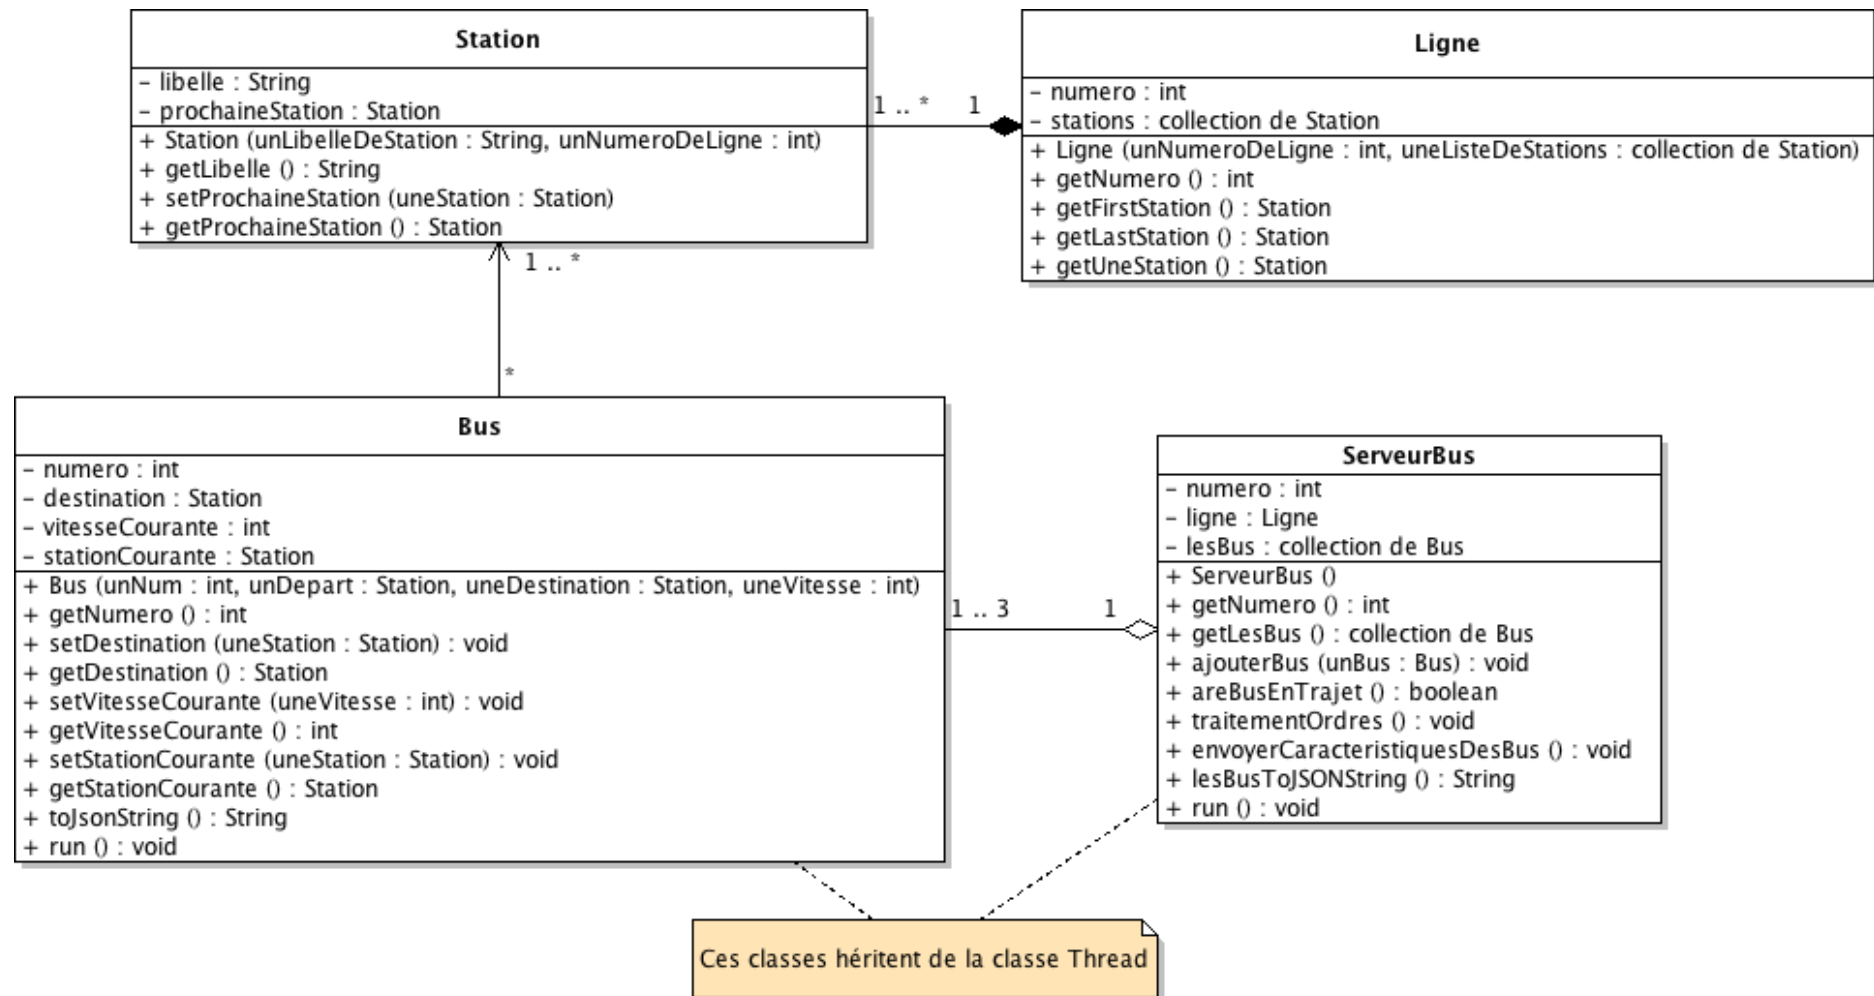 Station
- libelle : String
- prochaineStation : Station
+ Station (unLibelleDeStation : String, unNumeroDeLigne : int)
+ getLibelle () : String
+ setProchaineStation (uneStation : Station)
+ getProchaineStation () : Station
1 .. *
1
Ligne
- numero : int
- stations : collection de Station
+ Ligne (unNumeroDeLigne : int, uneListeDeStations : collection de Station)
+ getNumero () : int
+ getFirstStation () : Station
+ getLastStation () : Station
+ getUneStation () : Station
1 .. *
*
Bus
- numero : int
- destination : Station
- vitesseCourante : int
- stationCourante : Station
+ Bus (unNum : int, unDepart : Station, uneDestination : Station, uneVitesse : int)
+ getNumero () : int
+ setDestination (uneStation : Station) : void
+ getDestination () : Station
+ setVitesseCourante (uneVitesse : int) : void
+ getVitesseCourante () : int
+ setStationCourante (uneStation : Station) : void
+ getStationCourante () : Station
+ toJsonString () : String
+ run () : void
1 .. 3
1
ServeurBus
- numero : int
- ligne : Ligne
- lesBus : collection de Bus
+ ServeurBus ()
+ getNumero () : int
+ getLesBus () : collection de Bus
+ ajouterBus (unBus : Bus) : void
+ areBusEnTrajet () : boolean
+ traitementOrdres () : void
+ envoyerCaracteristiquesDesBus () : void
+ lesBusToJSONString () : String
+ run () : void
Ces classes héritent de la classe Thread